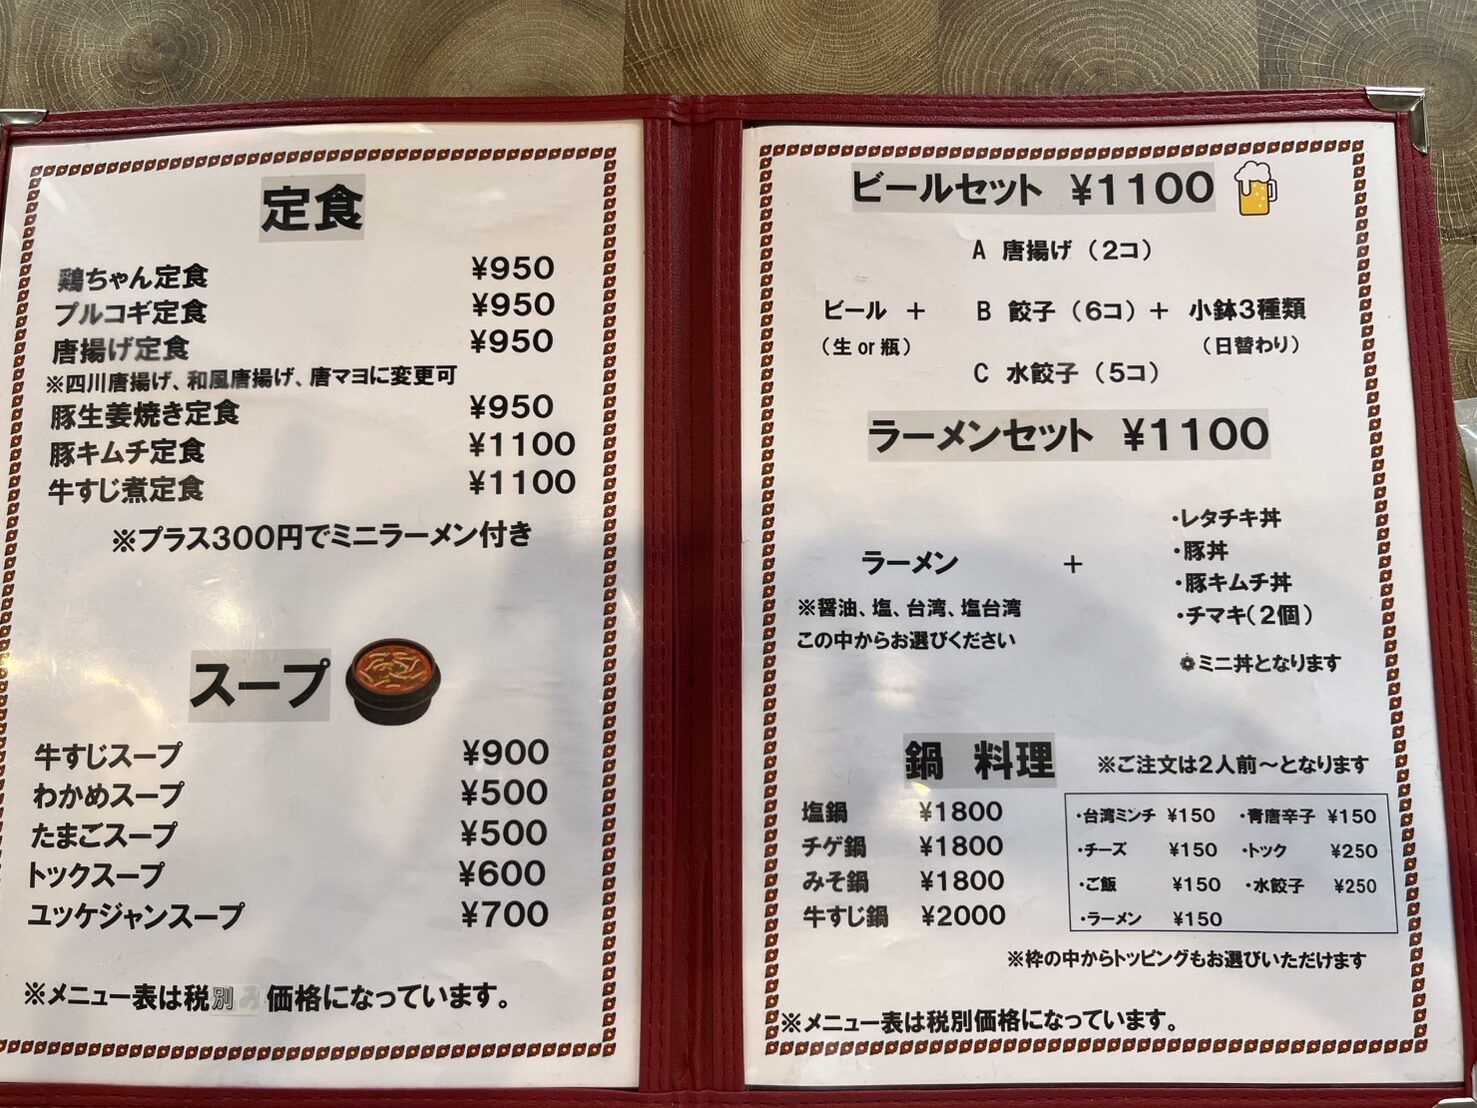 定食
鶏ちゃん定食 ¥950
プルコギ定食 ¥950
唐揚げ定食 ¥950
※四川唐揚げ、和風唐揚げ、唐マヨに変更可
豚生姜焼き定食 ¥950
豚キムチ定食 ¥1100
牛すじ煮定食 ¥1100
※プラス300円でミニラーメン付き
スープ
牛すじスープ ¥900
わかめスープ ¥500
たまごスープ ¥500
トックスープ ¥600
ユッケジャンスープ ¥700
※メニュー表は税別価格になっています。
ビールセット ¥1100
A 唐揚げ（2コ）
ビール ＋ B 餃子（6コ）＋ 小鉢3種類
（生 or 瓶） （日替わり）
C 水餃子（5コ）
ラーメンセット ¥1100
・レタチキ丼
・豚丼
ラーメン ＋
・豚キムチ丼
※醤油、塩、台湾、塩台湾 ・チマキ（2個）
この中からお選びください
ミニ丼となります
鍋 料理 ※ご注文は2人前～となります
塩鍋 ¥1800 ・台湾ミンチ ¥150 ・青唐辛子 ¥150
チゲ鍋 ¥1800 ・チーズ ¥150 ・トック ¥250
みそ鍋 ¥1800 ・ご飯 ¥150 ・水餃子 ¥250
牛すじ鍋 ¥2000 ・ラーメン ¥150
※枠の中からトッピングもお選びいただけます
※メニュー表は税別価格になっています。